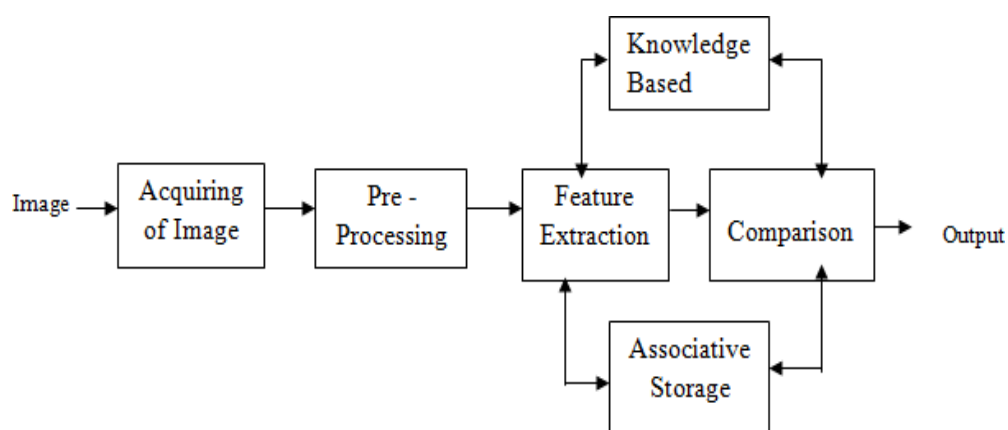 Knowledge
Based
Image
Acquiring
of Image
Pre -
Processing
Feature
Extraction
Comparison
Output
Associative
Storage